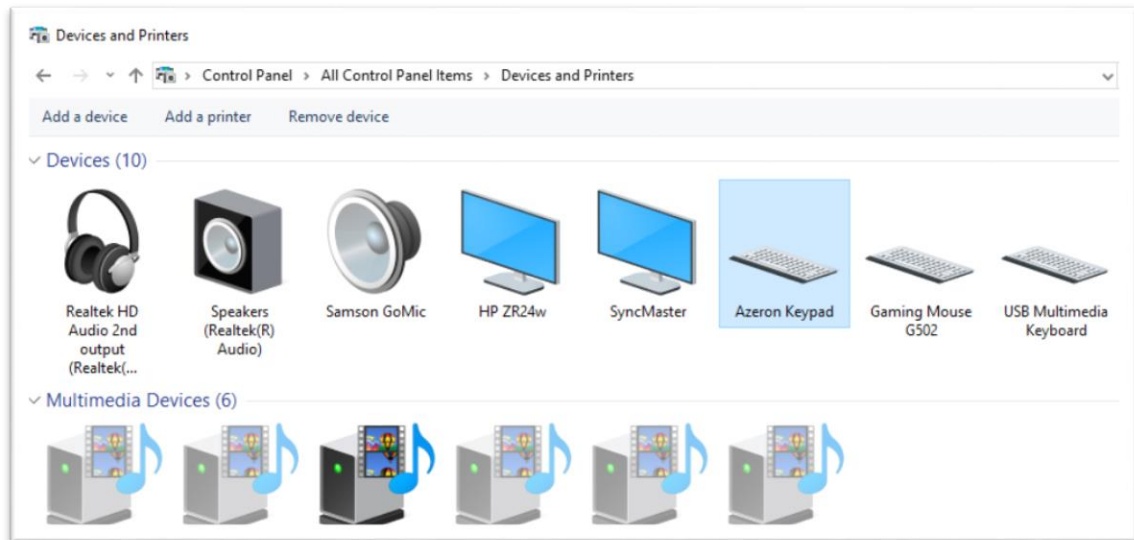 Devices and Printers
Control Panel > All Control Panel Items > Devices and Printers
Add a device Add a printer Remove device
Devices (10)
Realtek HD
Audio 2nd
output
(Realtek(...
Speakers
(Realtek(R)
Audio)
Samson GoMic
HP ZR24w
SyncMaster
Azeron Keypad
Gaming Mouse
G502
USB Multimedia
Keyboard
Multimedia Devices (6)